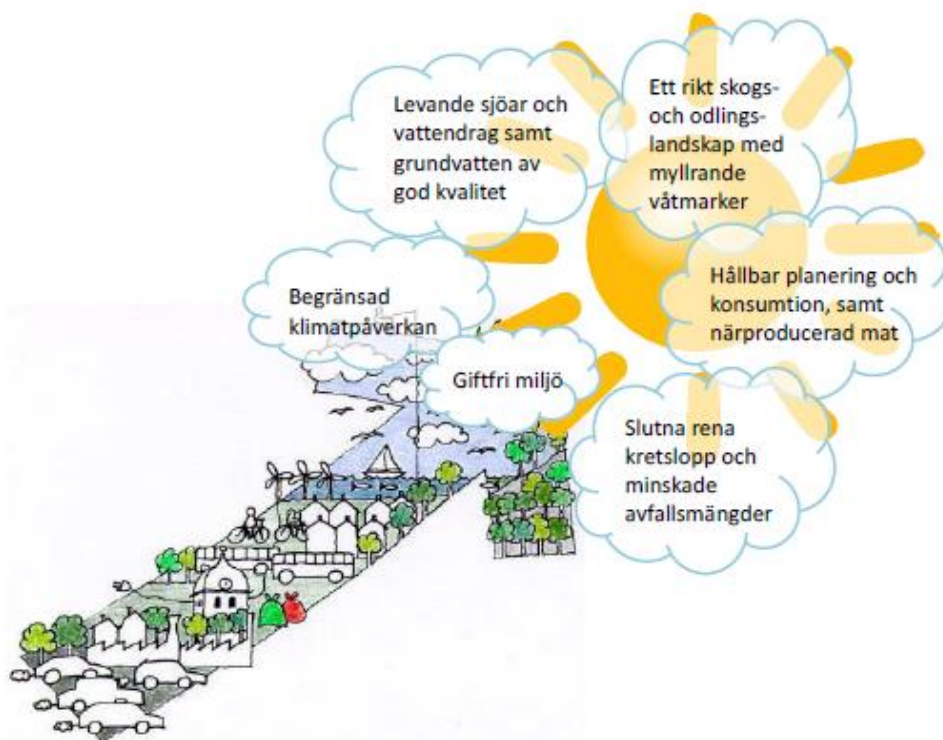 Levande sjöar och
vattendrag samt
grundvatten av
god kvalitet
Ett rikt skogs-
och odlings-
landskap med
myllrande
våtmarker
Begränsad
klimatpåverkan
Hållbar planering och
konsumtion, samt
närproducerad mat
Giftfri miljö
Slutna rena
kretslopp och
minskade
avfallsmängder